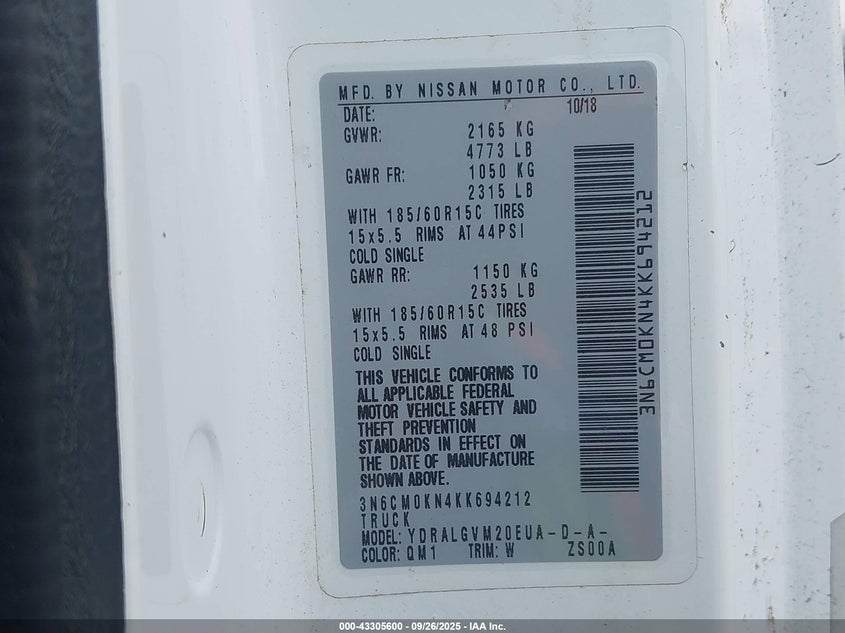 MFD. BY NISSAN MOTOR CO., LTD.
DATE: 10/18
GVWR: 2165 KG
4773 LB
GAWR FR: 1050 KG
2315 LB
WITH 185/60R15C TIRES
15x5.5 RIMS AT 44PSI
COLD SINGLE
GAWR RR: 1150 KG
2535 LB
WITH 185/60R15C TIRES
15x5.5 RIMS AT 48 PSI
COLD SINGLE
THIS VEHICLE CONFORMS TO
ALL APPLICABLE FEDERAL
MOTOR VEHICLE SAFETY AND
THEFT PREVENTION
STANDARDS IN EFFECT ON
THE DATE OF MANUFACTURE
SHOWN ABOVE.
3N6CM0KN4KK694212
TRUCK
MODEL: YDRALGVM20EUA-D-A-
COLOR: QM1 TRIM: W ZS00A
3N6CM0KN4KK694212
000-43305600 - 09/26/2025 - IAA Inc.